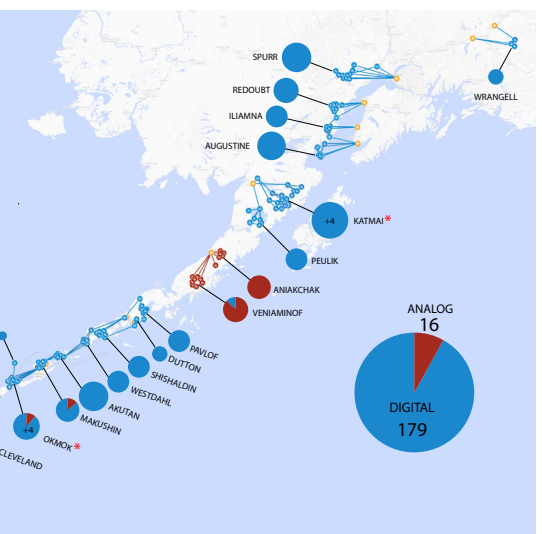 SPURR
REDOUBT
WRANGELL
ILIAMNA
AUGUSTINE
+4
KATMAI*
PEULIK
ANIAKCHAK
VENIAMINOF
ANALOG
16
DIGITAL
179
PAVLOF
DUTTON
SHISHALDIN
WESTDAHL
AKUTAN
MAKUSHIN
+4
OKMOK*
CLEVELAND